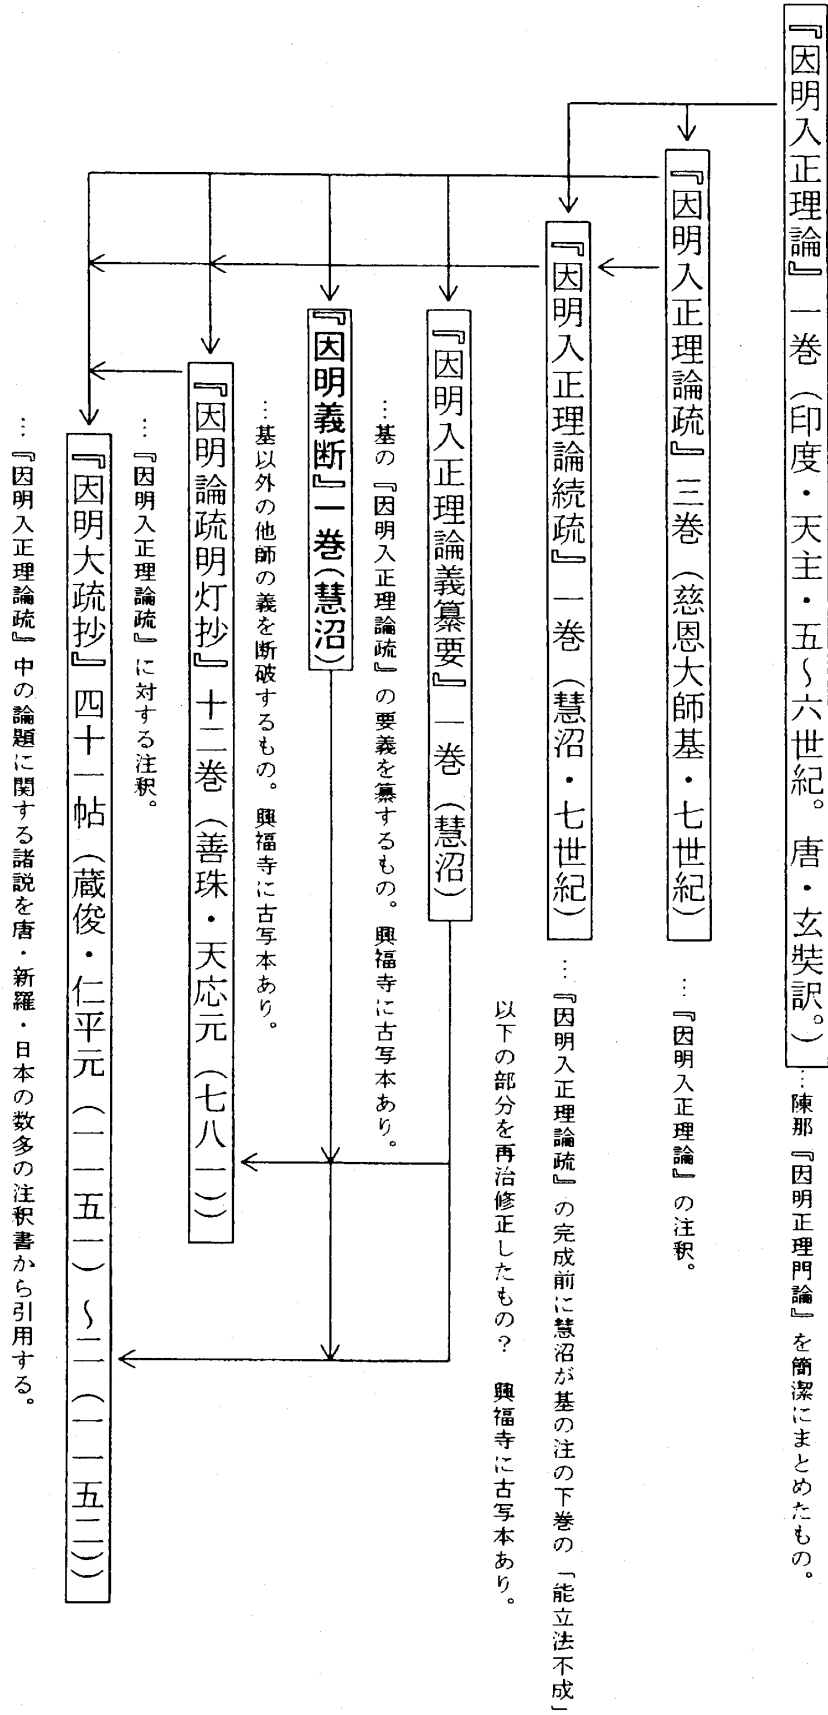 『因明入正理論』一巻（印度・天主・五～六世紀。唐・玄奘訳。）
…陳那『因明正理門論』を簡潔にまとめたもの。
『因明入正理論疏』三巻（慈恩大師基・七世紀）
…『因明入正理論』の注釈。
『因明入正理論続疏』一巻（慧沼・七世紀）
…『因明入正理論疏』の完成前に慧沼が基の注の下巻の「能立法不成」
以下の部分を再治修正したもの？　興福寺に古写本あり。
『因明入正理論義纂要』一巻（慧沼）
…基の『因明入正理論疏』の要義を纂するもの。興福寺に古写本あり。
『因明義断』一巻（慧沼）
…基以外の他師の義を断破するもの。興福寺に古写本あり。
『因明論疏明灯抄』十二巻（善珠・天応元（七八一））
…『因明入正理論疏』に対する注釈。
『因明大疏抄』四十一帖（蔵俊・仁平元（一一五一）～二（一一五二））
…『因明入正理論疏』中の論題に関する諸説を唐・新羅・日本の数多の注釈書から引用する。